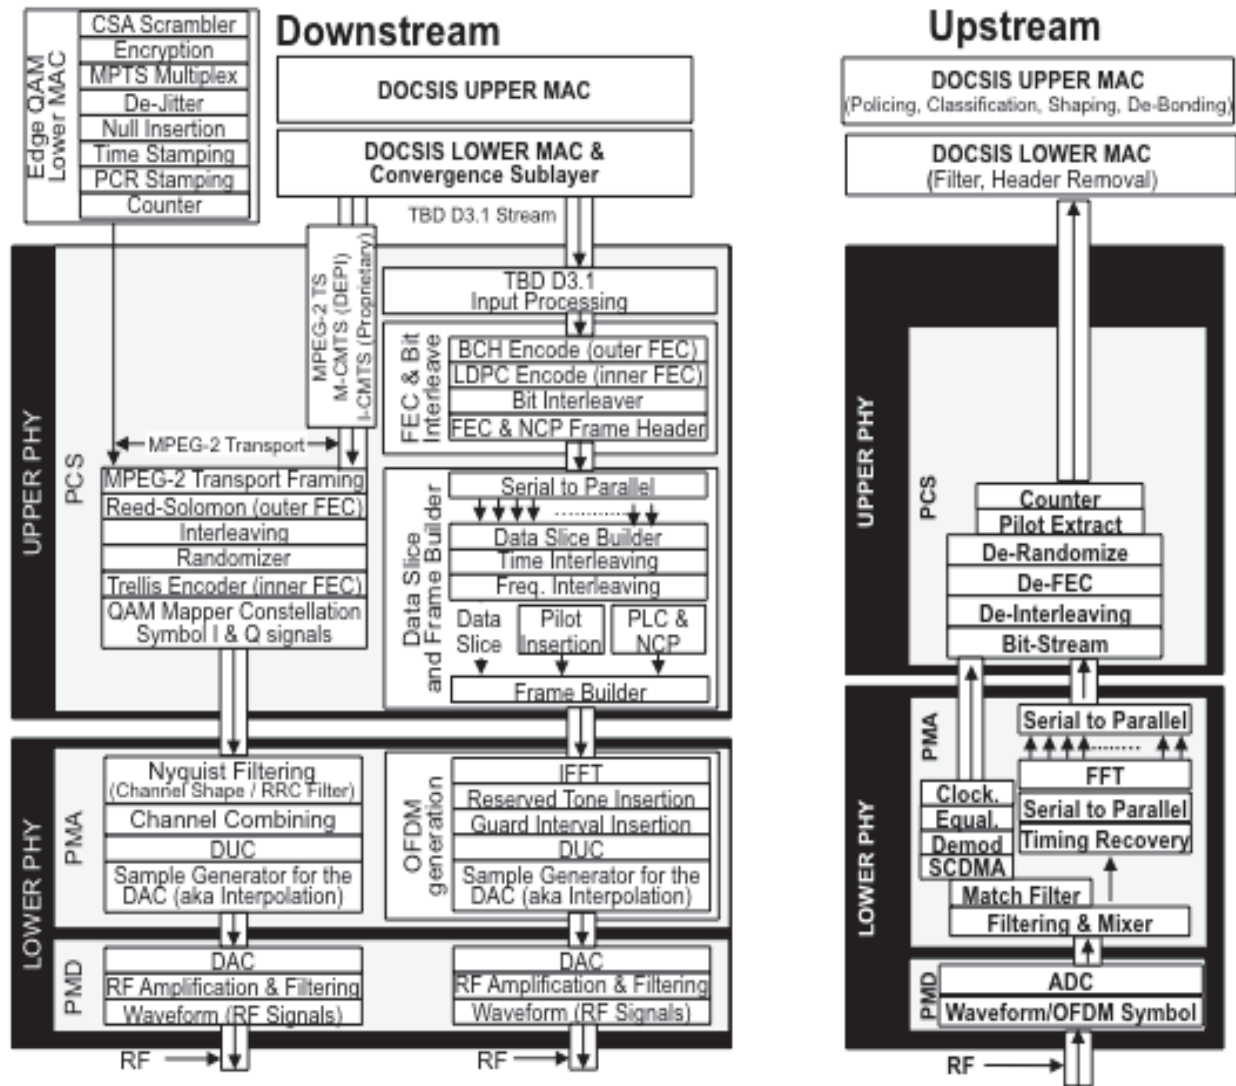 Downstream
Upstream
Edge QAM
Lower MAC
CSA Scrambler
Encryption
MPTS Multiplex
De-Jitter
Null Insertion
Time Stamping
PCR Stamping
Counter
DOCSIS UPPER MAC
DOCSIS LOWER MAC &
Convergence Sublayer
TBD D3.1 Stream
MPEG-2 TS
M-CMTS (DEPI)
I-CMTS (Proprietary)
UPPER PHY
PCS
MPEG-2 Transport
MPEG-2 Transport Framing
Reed-Solomon (outer FEC)
Interleaving
Randomizer
Trellis Encoder (inner FEC)
QAM Mapper Constellation
Symbol I & Q signals
TBD D3.1
Input Processing
FEC & Bit
Interleave
BCH Encode (outer FEC)
LDPC Encode (inner FEC)
Bit Interleaver
FEC & NCP Frame Header
Data Slice
and Frame Builder
Serial to Parallel
Data Slice Builder
Time Interleaving
Freq. Interleaving
Data
Slice
Pilot
Insertion
PLC &
NCP
Frame Builder
LOWER PHY
PMA
Nyquist Filtering
(Channel Shape / RRC Filter)
Channel Combining
DUC
Sample Generator for the
DAC (aka Interpolation)
OFDM
generation
IFFT
Reserved Tone Insertion
Guard Interval Insertion
DUC
Sample Generator for the
DAC (aka Interpolation)
PMD
DAC
RF Amplification & Filtering
Waveform (RF Signals)
DAC
RF Amplification & Filtering
Waveform (RF Signals)
RF
RF
DOCSIS UPPER MAC
(Policing, Classification, Shaping, De-Bonding)
DOCSIS LOWER MAC
(Filter, Header Removal)
UPPER PHY
PCS
Counter
Pilot Extract
De-Randomize
De-FEC
De-Interleaving
Bit-Stream
LOWER PHY
PMA
Serial to Parallel
FFT
Serial to Parallel
Timing Recovery
Clock.
Equal.
Demod
SCDMA
Match Filter
Filtering & Mixer
PMD
ADC
Waveform/OFDM Symbol
RF